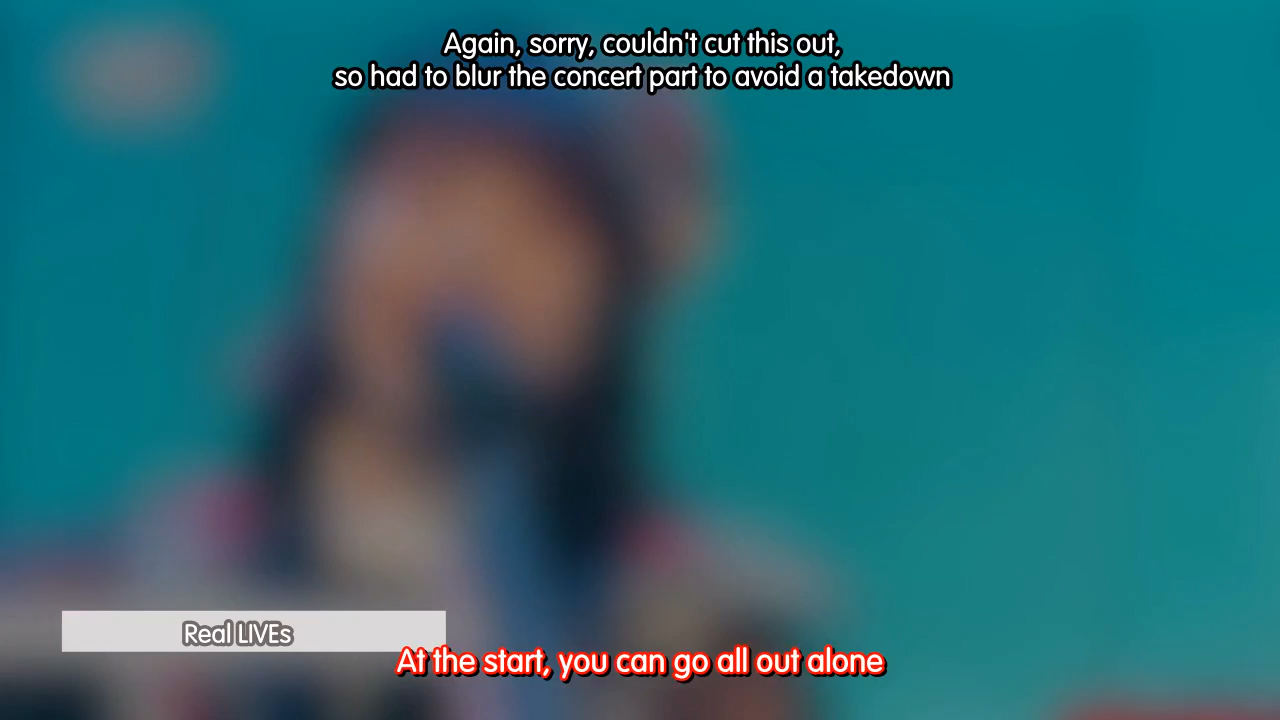 Again, sorry, couldn't cut this out,
so had to blur the concert part to avoid a takedown
Real LIVEs
At the start, you can go all out alone